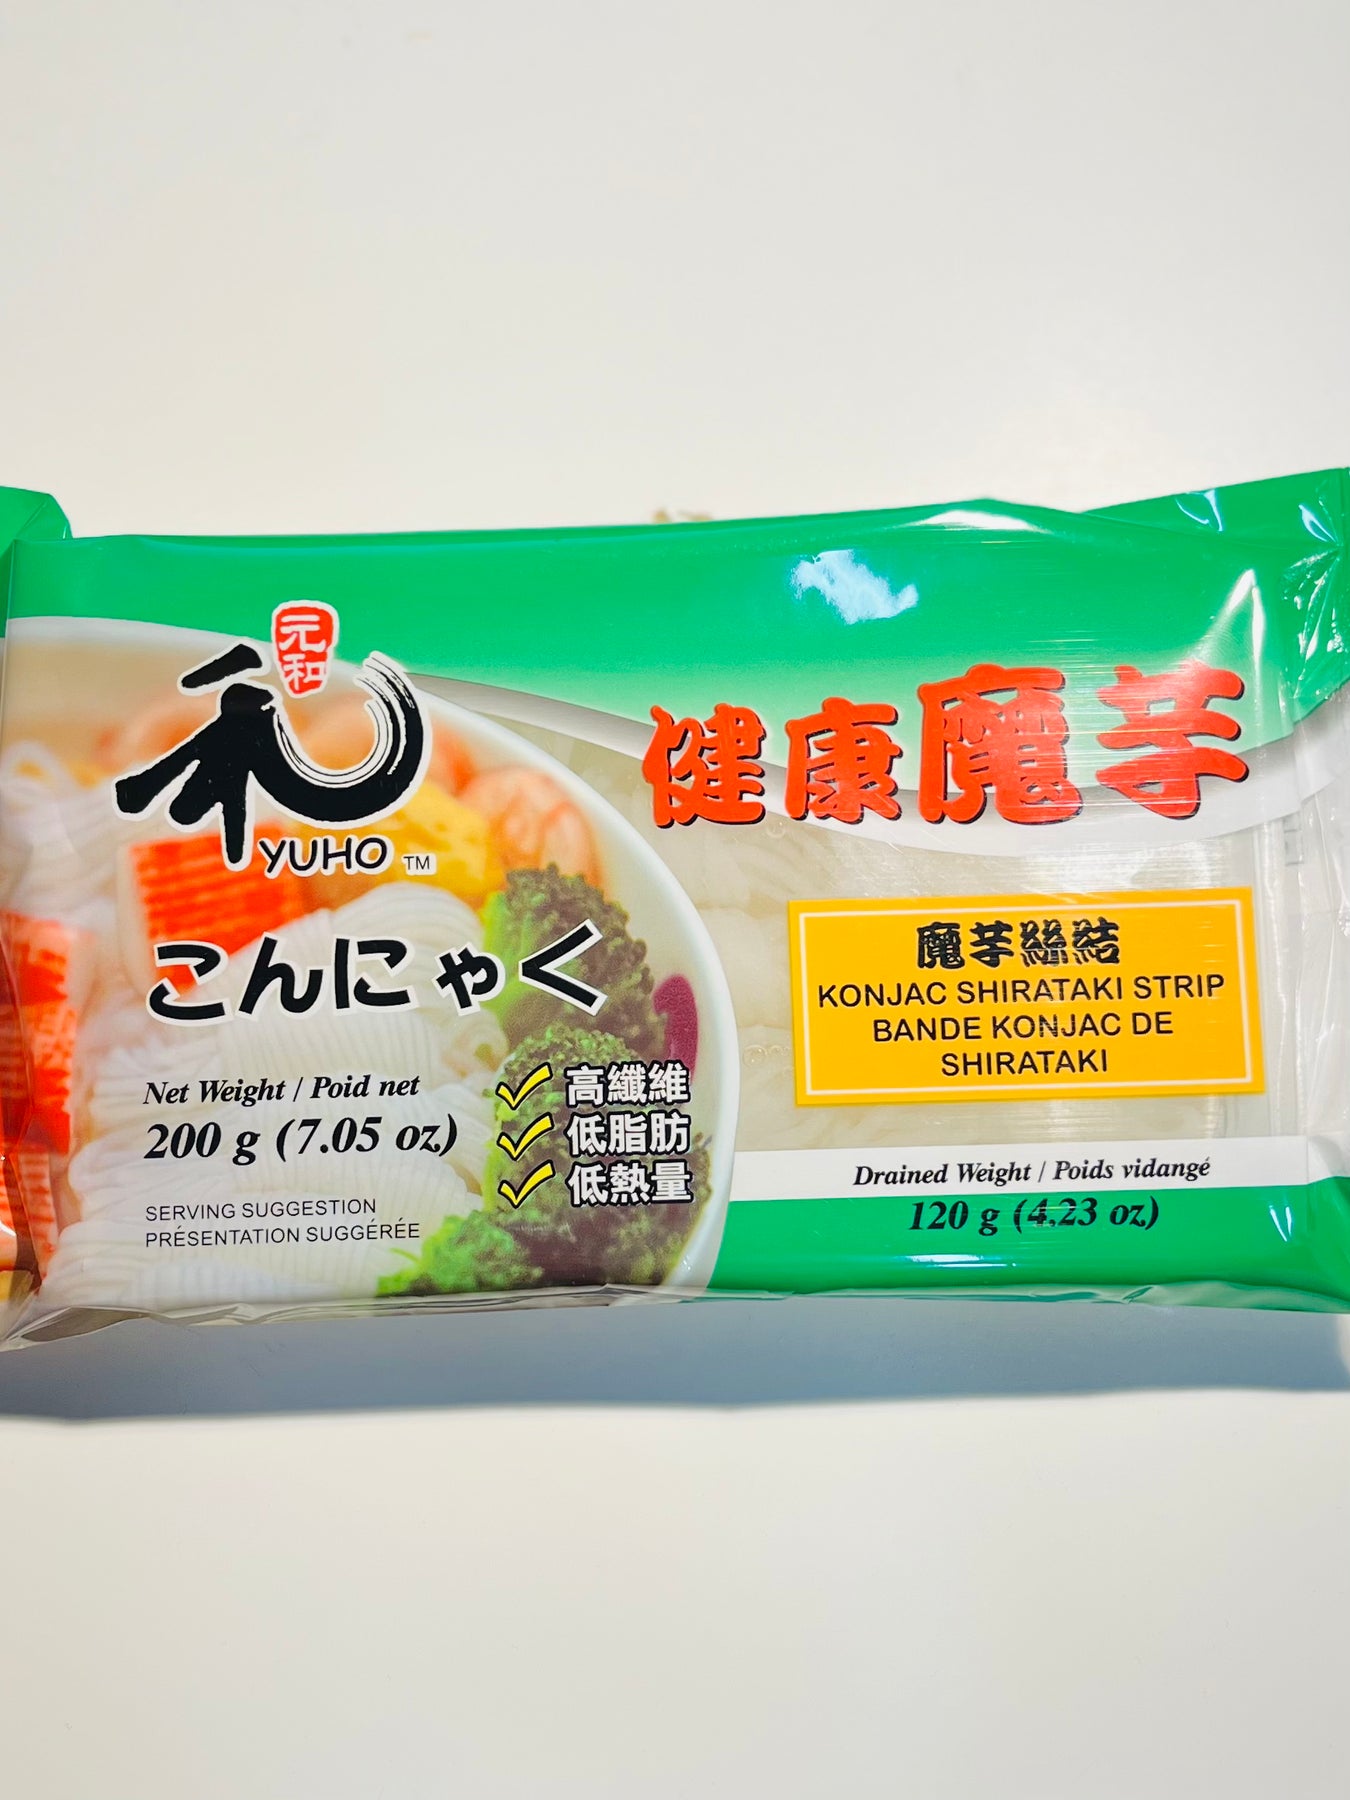 元和
和
YUHO TM
こんにゃく
Net Weight / Poid net
200 g (7.05 oz)
SERVING SUGGESTION
PRÉSENTATION SUGGÉRÉE
高纖維
低脂肪
低熱量
健康魔芋
魔芋絲結
KONJAC SHIRATAKI STRIP
BANDE KONJAC DE
SHIRATAKI
Drained Weight / Poids vidangé
120 g (4.23 oz)